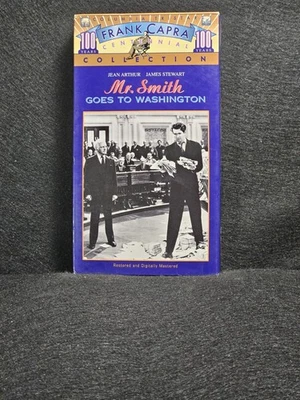 FRANK CAPRA
100 YEARS CENTENNIAL 100 YEARS
COLLECTION
JEAN ARTHUR JAMES STEWART
Mr. Smith
GOES TO WASHINGTON
Restored and Digitally Mastered